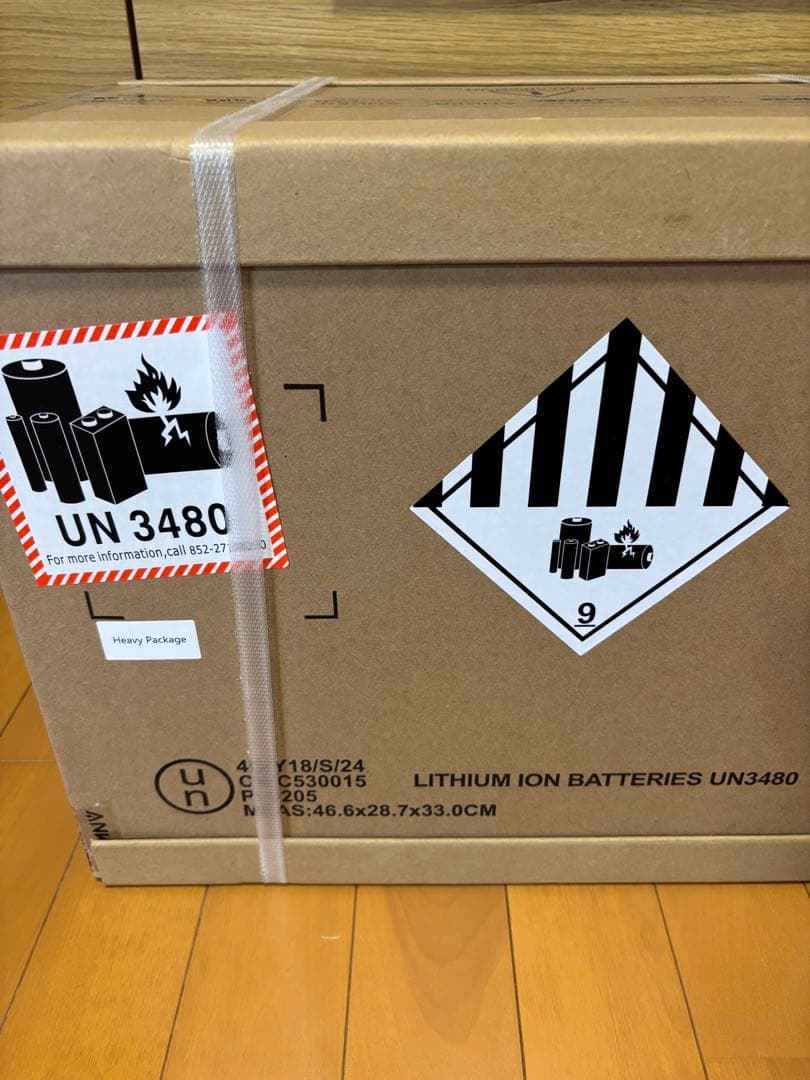 UN 3480
For more information,call 852-27
Heavy Package
9
un
Y18/S/24
C530015
205
AS:46.6x28.7x33.0CM
LITHIUM ION BATTERIES UN3480